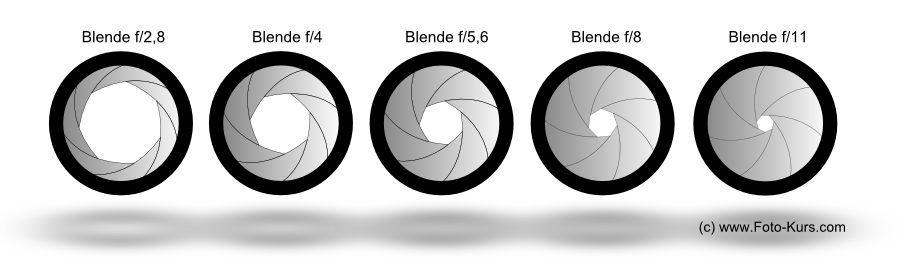 Blende f/2,8
Blende f/4
Blende f/5,6
Blende f/8
Blende f/11
(c) www.Foto-Kurs.com